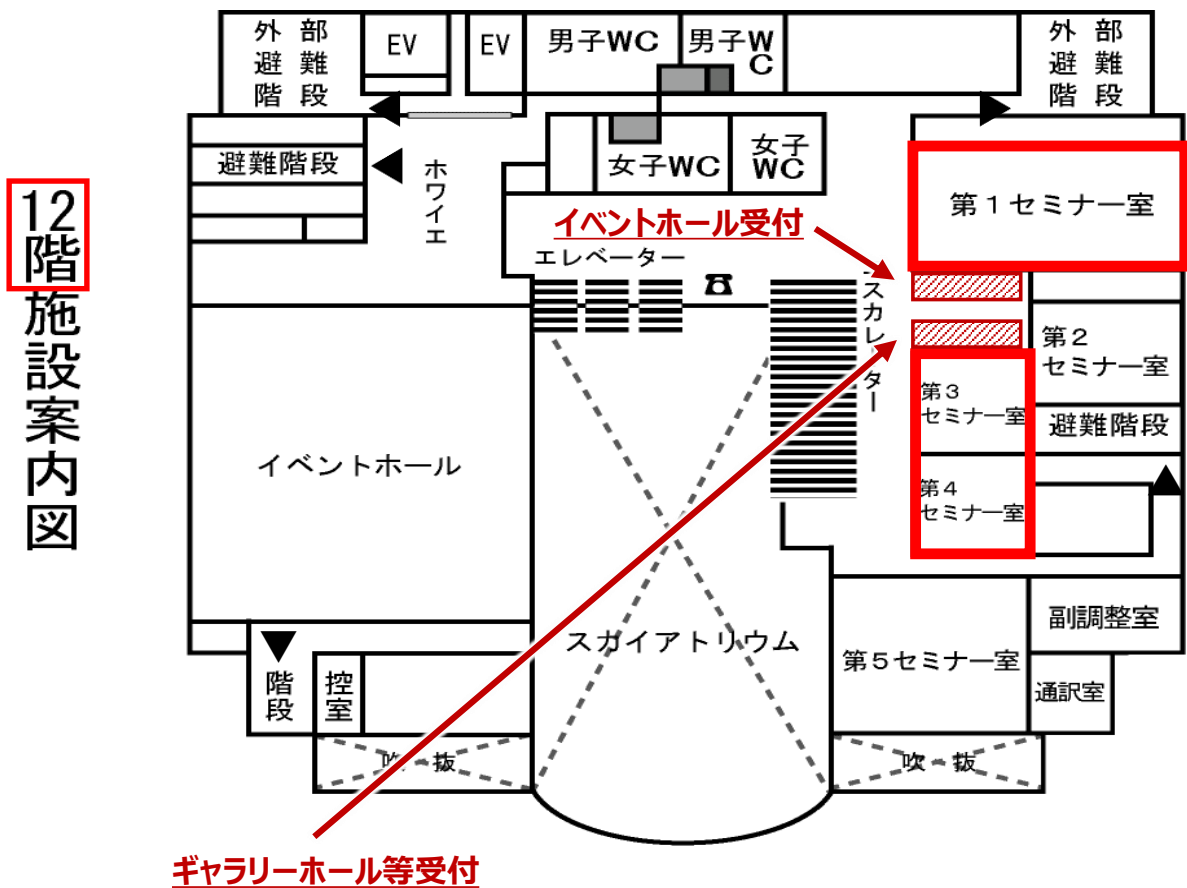 12階施設案内図
外部
避難
階段
EV
EV
男子WC
男子W
C
外部
避難
階段
避難階段
ホワイエ
女子WC
女子
WC
第１セミナー室
イベントホール受付
エレベーター
スカレーター
第２
セミナー室
第３
セミナー室
避難階段
イベントホール
第４
セミナー室
スカイアトリウム
副調整室
第５セミナー室
階段
控室
通訳室
吹抜
吹抜
ギャラリーホール等受付